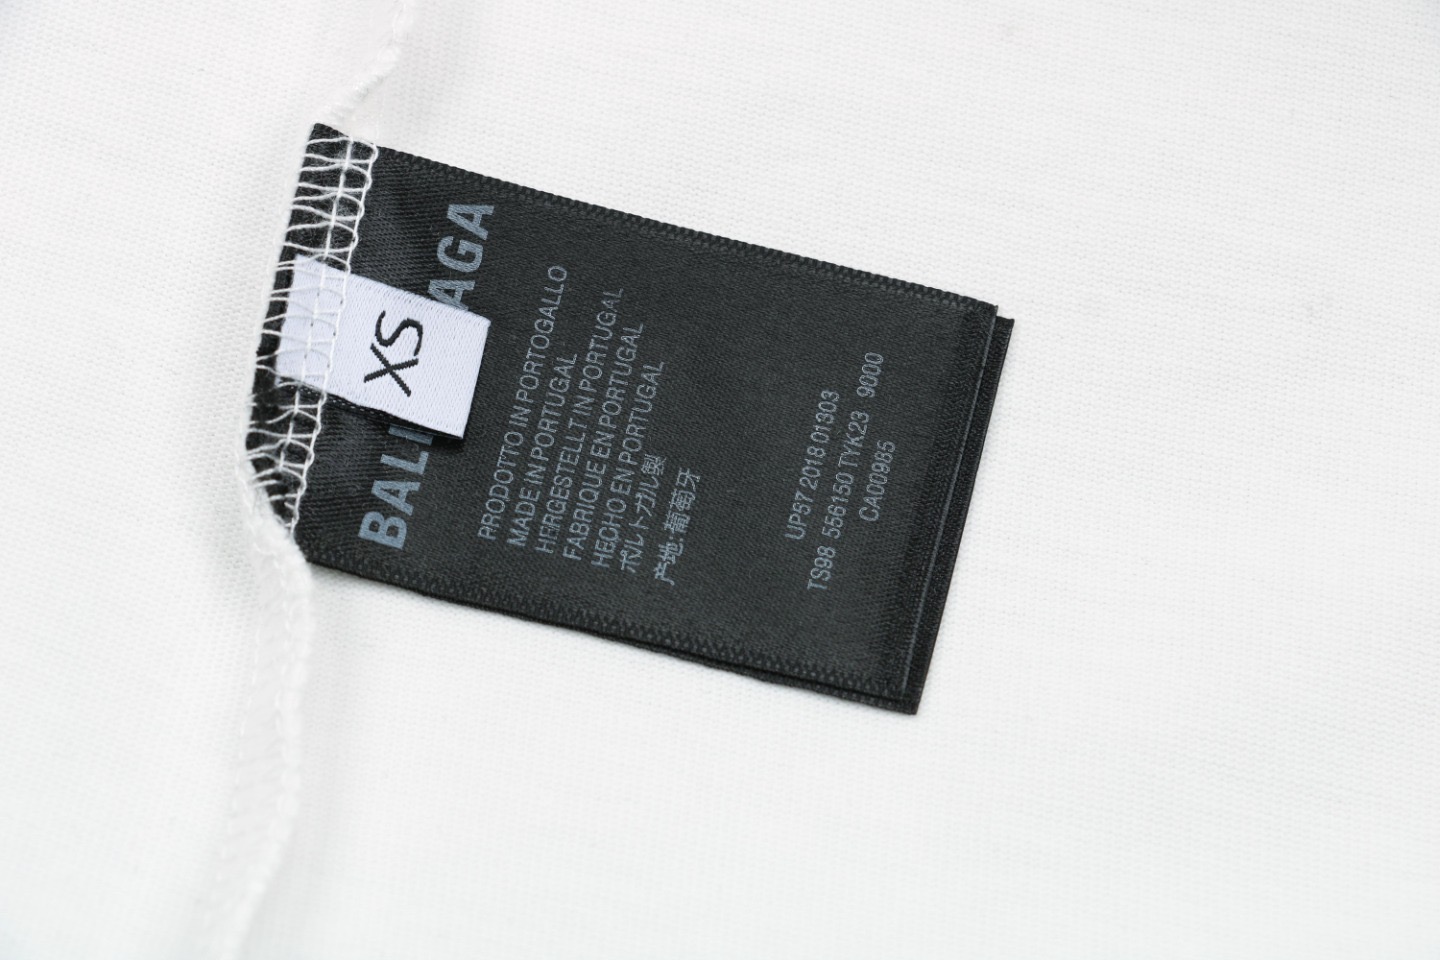 BAL AGA
XS
PRODOTTO IN PORTOGALLO
MADE IN PORTUGAL
HERGESTELLT IN PORTUGAL
FABRIQUE EN PORTUGAL
HECHO EN PORTUGAL
ポルトガル製
产地:葡萄牙
UP57 2018 01303
TS98 556150 TYK23 9000
CA00985